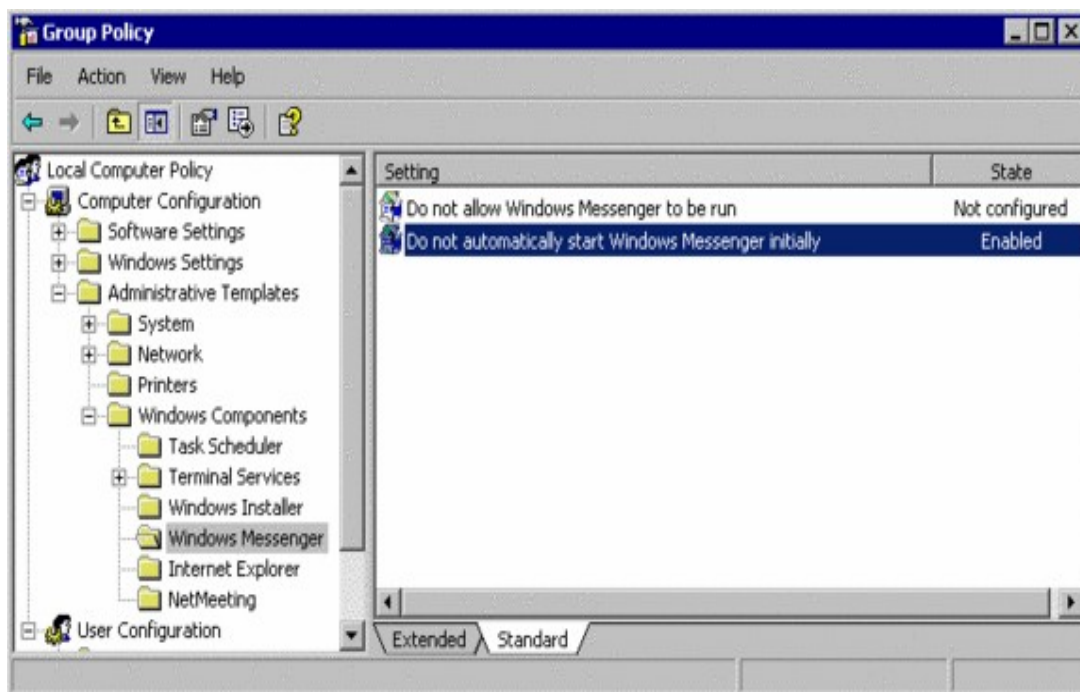 Group Policy
File Action View Help
Local Computer Policy
Computer Configuration
Software Settings
Windows Settings
Administrative Templates
System
Network
Printers
Windows Components
Task Scheduler
Terminal Services
Windows Installer
Windows Messenger
Internet Explorer
NetMeeting
User Configuration
Setting State
Do not allow Windows Messenger to be run Not configured
Do not automatically start Windows Messenger initially Enabled
Extended Standard